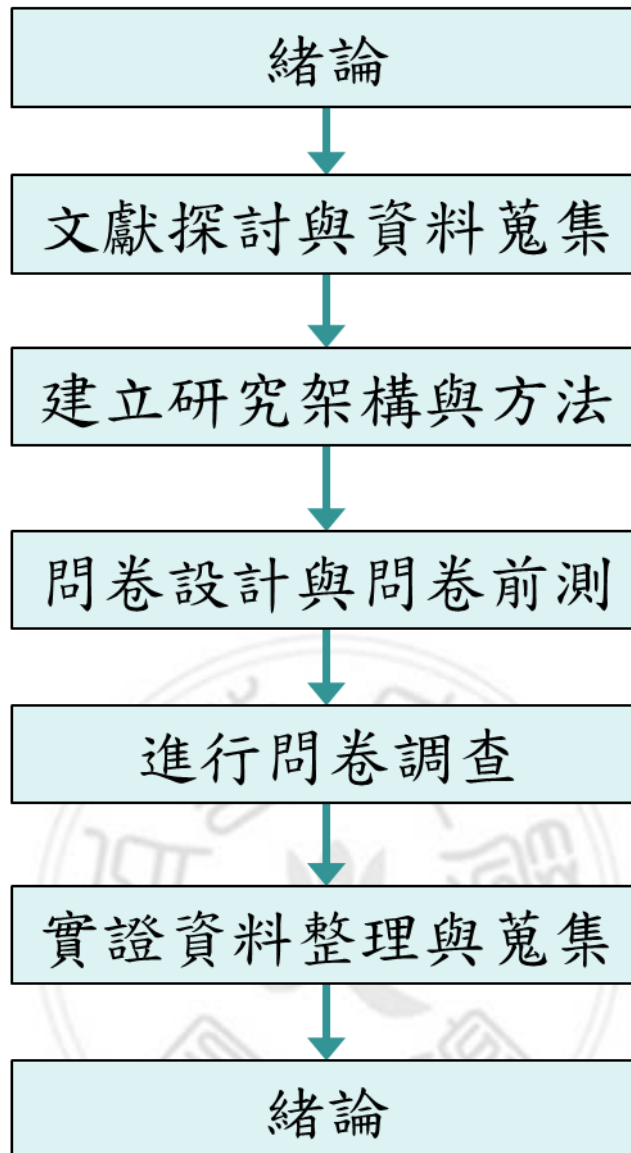 緒論
文獻探討與資料蒐集
建立研究架構與方法
問卷設計與問卷前測
進行問卷調查
實證資料整理與蒐集
緒論